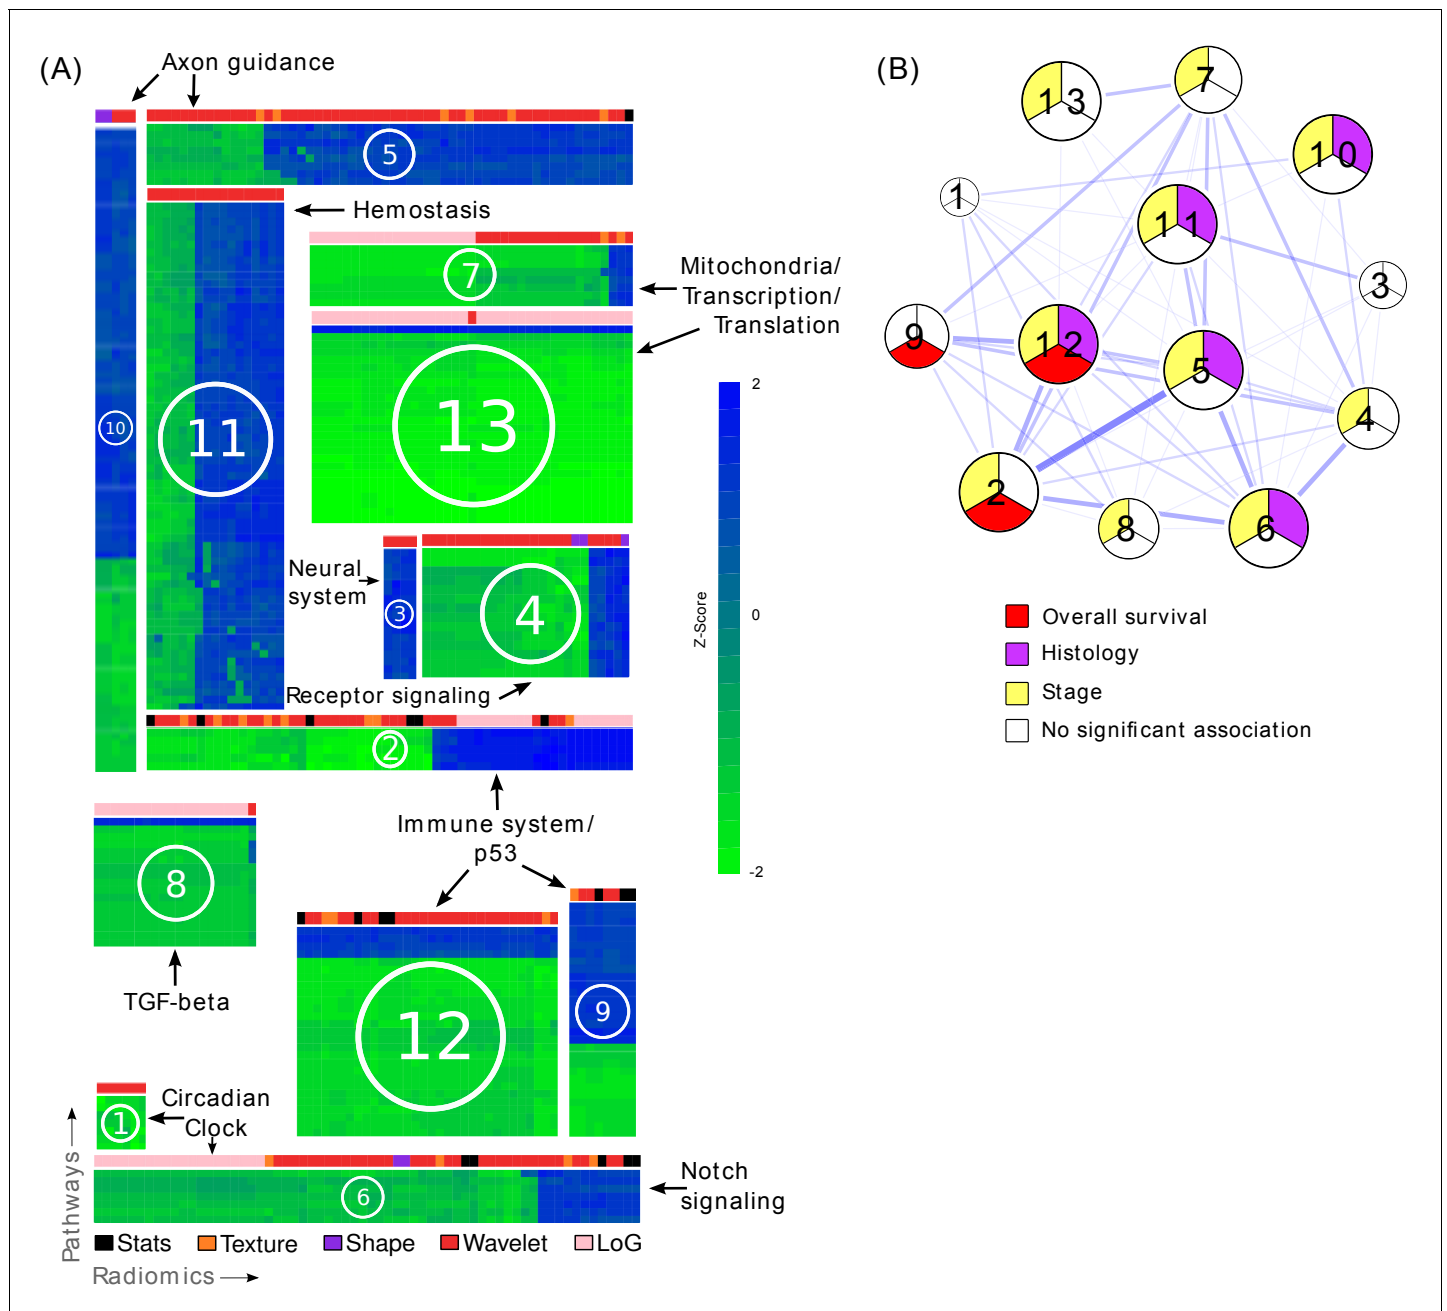 (A)
Axon guidance
5
Hemostasis
7
Mitochondria/
Transcription/
Translation
10
11
13
2
0
-2
Z-Score
Neural
system
3
4
Receptor signaling
2
Immune system/
p53
8
TGF-beta
12
9
1
Circadian
Clock
6
Notch
signaling
Pathways
Stats
Texture
Shape
Wavelet
LoG
Radiomics
(B)
13
7
10
1
11
3
9
12
5
4
2
8
6
Overall survival
Histology
Stage
No significant association